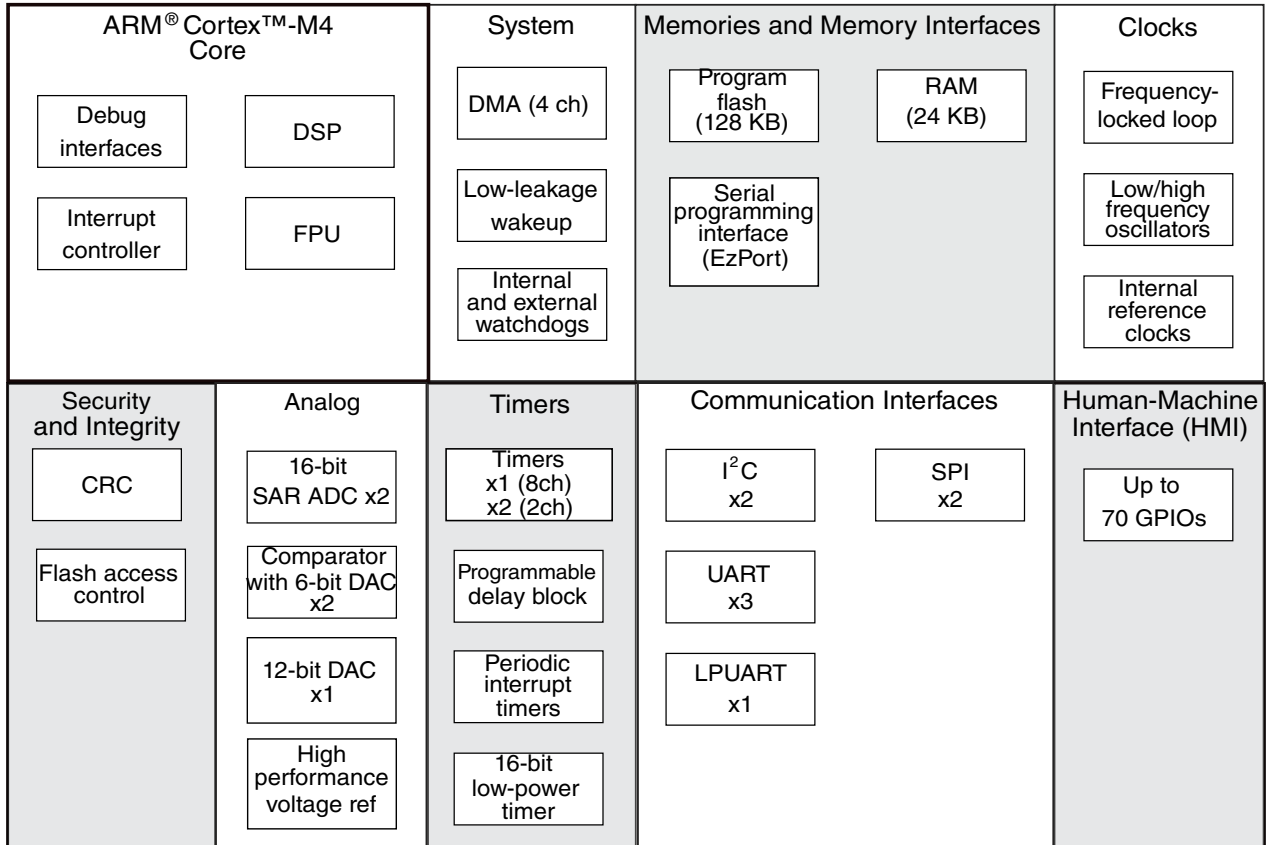 ARM® Cortex™-M4
Core
Debug
interfaces
DSP
Interrupt
controller
FPU
System
DMA (4 ch)
Low-leakage
wakeup
Internal
and external
watchdogs
Memories and Memory Interfaces
Program
flash
(128 KB)
RAM
(24 KB)
Serial
programming
interface
(EzPort)
Clocks
Frequency-
locked loop
Low/high
frequency
oscillators
Internal
reference
clocks
Security
and Integrity
CRC
Flash access
control
Analog
16-bit
SAR ADC x2
Comparator
with 6-bit DAC
x2
12-bit DAC
x1
High
performance
voltage ref
Timers
Timers
x1 (8ch)
x2 (2ch)
Programmable
delay block
Periodic
interrupt
timers
16-bit
low-power
timer
Communication Interfaces
I²C
x2
SPI
x2
UART
x3
LPUART
x1
Human-Machine
Interface (HMI)
Up to
70 GPIOs